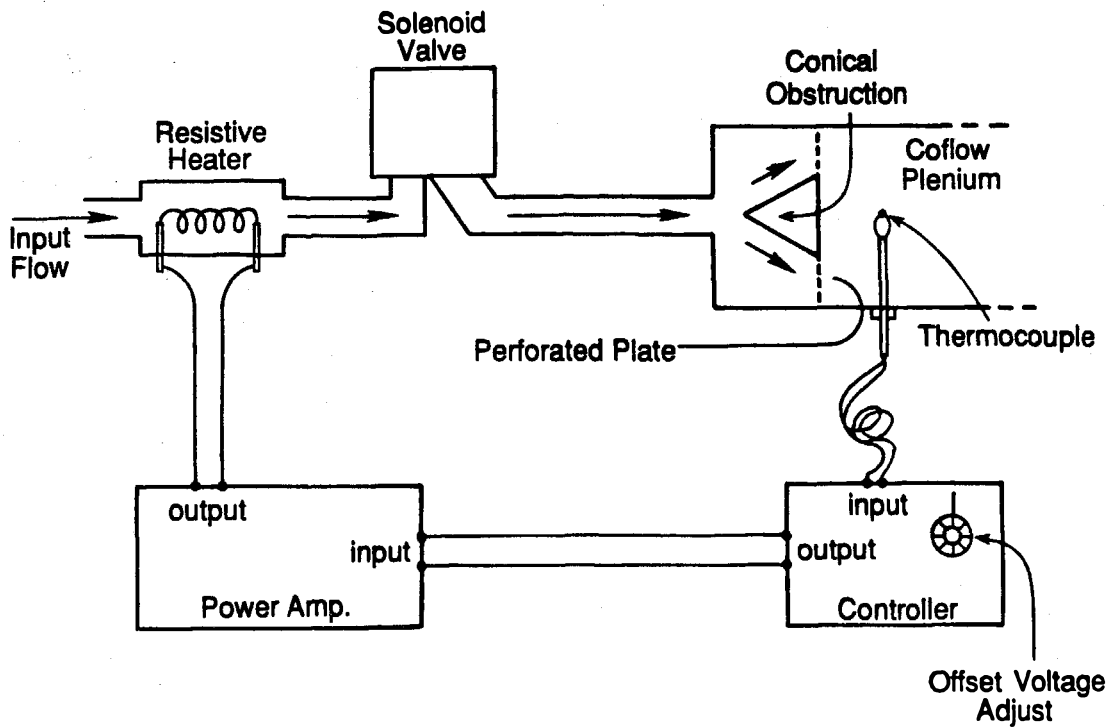 Solenoid
Valve
Conical
Obstruction
Resistive
Heater
Coflow
Plenium
Input
Flow
Thermocouple
Perforated Plate
output
input
input
output
Power Amp.
Controller
Offset Voltage
Adjust